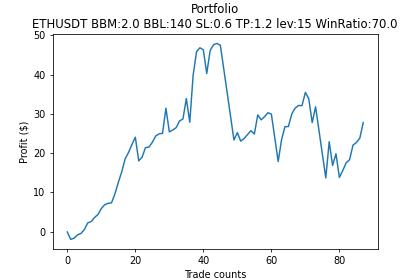 Portfolio
ETHUSDT BBM:2.0 BBL:140 SL:0.6 TP:1.2 lev:15 WinRatio:70.0
50
40
30
20
10
0
Profit ($)
0
20
40
60
80
Trade counts